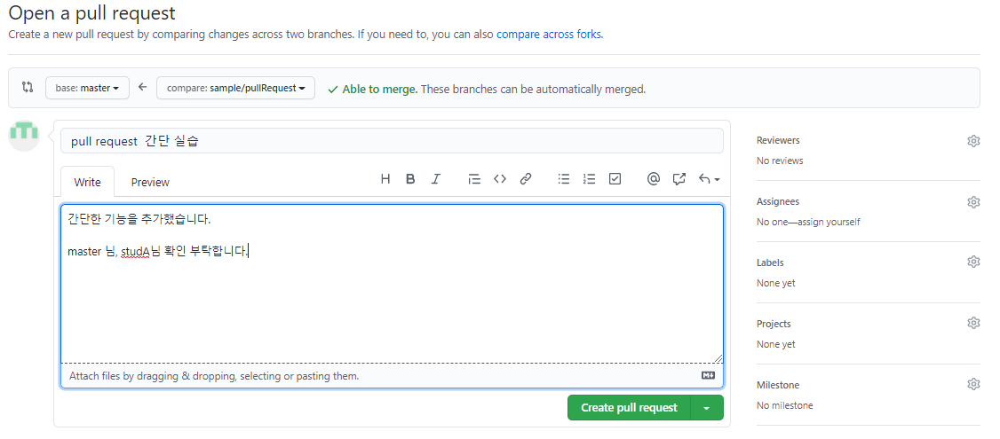 Open a pull request
Create a new pull request by comparing changes across two branches. If you need to, you can also compare across forks.
base: master
compare: sample/pullRequest
Able to merge. These branches can be automatically merged.
pull request 간단 실습
Write Preview
간단한 기능을 추가했습니다.
master 님, studA님 확인 부탁합니다.
Attach files by dragging & dropping, selecting or pasting them.
Create pull request
Reviewers
No reviews
Assignees
No one—assign yourself
Labels
None yet
Projects
None yet
Milestone
No milestone